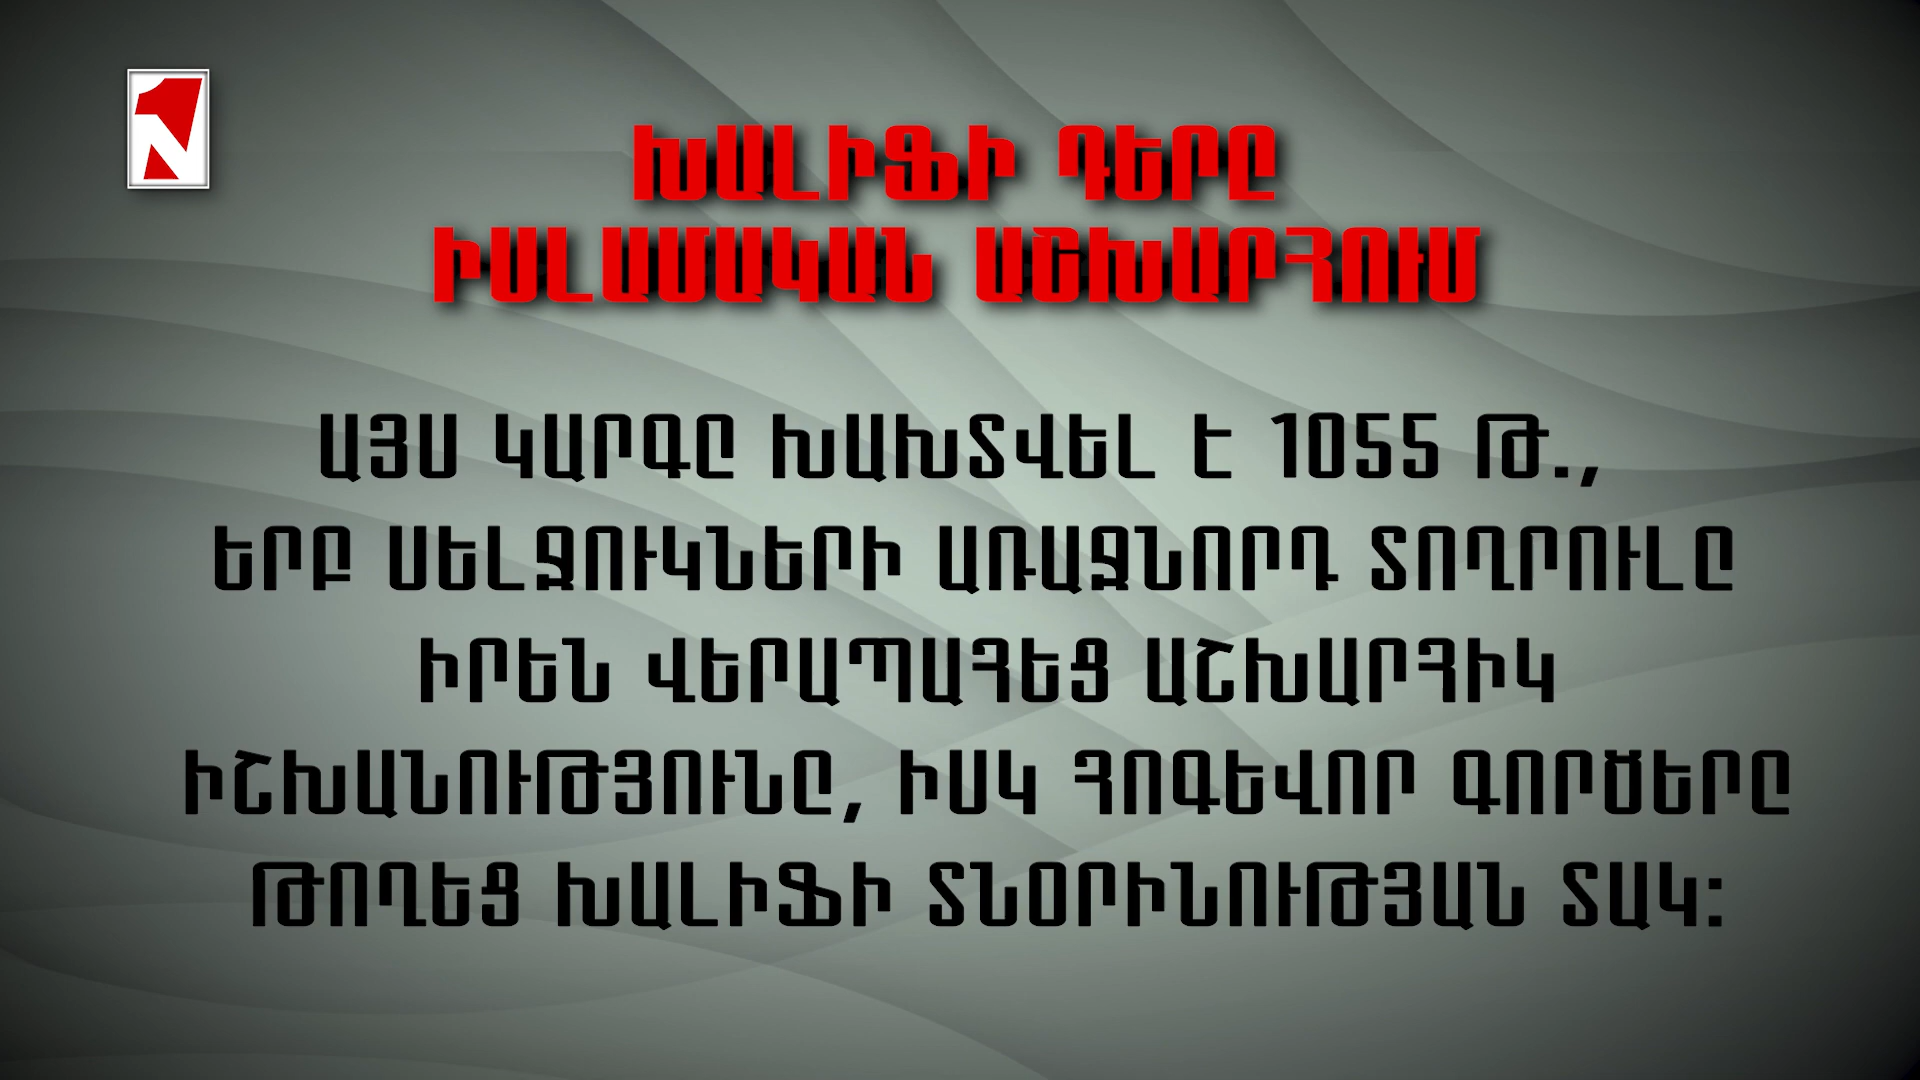 ԽԱԼԻՖԻ ԴԵՐԸ
ԻՍԼԱՄԱԿԱՆ ԱՇԽԱՐՀՈՒՄ
ԱՅՍ ԿԱՐԳԸ ԽԱԽՏՎԵԼ Է 1055 Թ.,
ԵՐԲ ՍԵԼՋՈՒԿՆԵՐԻ ԱՌԱՋՆՈՐԴ ՏՈՂՐՈՒԼԸ
ԻՐԵՆ ՎԵՐԱՊԱՀԵՑ ԱՇԽԱՐՀԻԿ
ԻՇԽԱՆՈՒԹՅՈՒՆԸ, ԻՍԿ ՀՈԳԵՎՈՐ ԳՈՐԾԵՐԸ
ԹՈՂԵՑ ԽԱԼԻՖԻ ՏՆՕՐԻՆՈՒԹՅԱՆ ՏԱԿ: